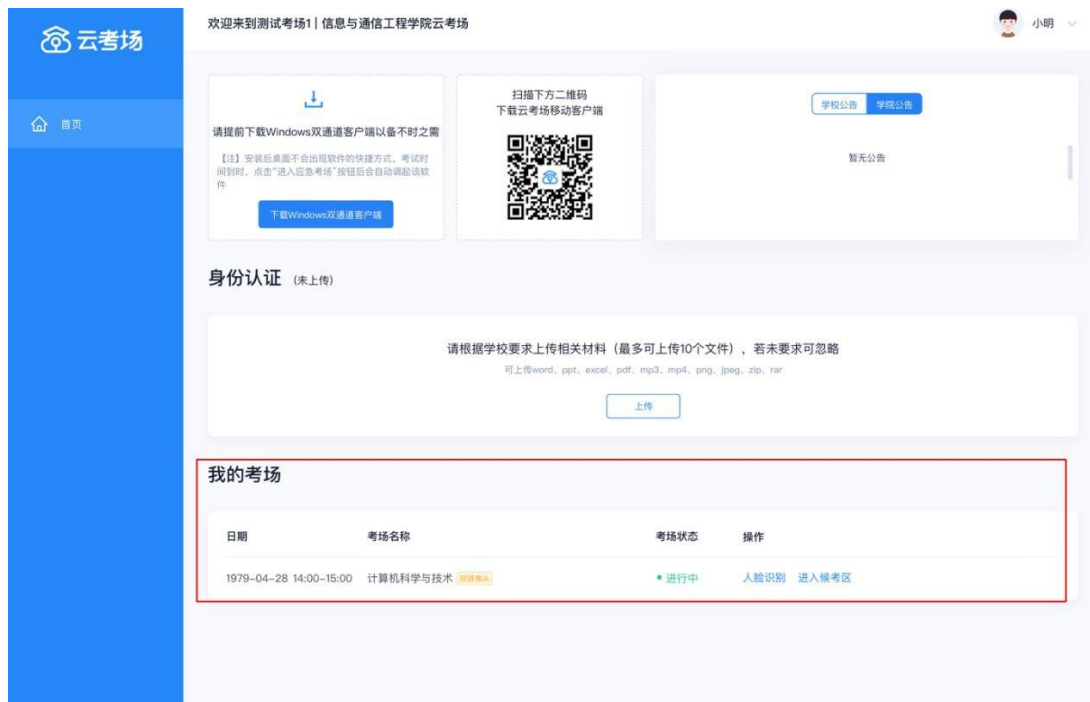 云考场
欢迎来到测试考场1 | 信息与通信工程学院云考场
小明
首页
请提前下载Windows双通道客户端以备不时之需
【注】安装后桌面不会出现软件的快捷方式，考试时
间到时，点击“进入应急考场”按钮后会自动调起该软
件
下载Windows双通道客户端
扫描下方二维码
下载云考场移动客户端
学校公告 学院公告
暂无公告
身份认证 (未上传)
请根据学校要求上传相关材料（最多可上传10个文件），若未要求可忽略
可上传word、ppt、excel、pdf、mp3、mp4、png、jpeg、zip、rar
上传
我的考场
日期 考场名称 考场状态 操作
1979-04-28 14:00-15:00 计算机科学与技术 双摄像头 进行中 人脸识别 进入候考区